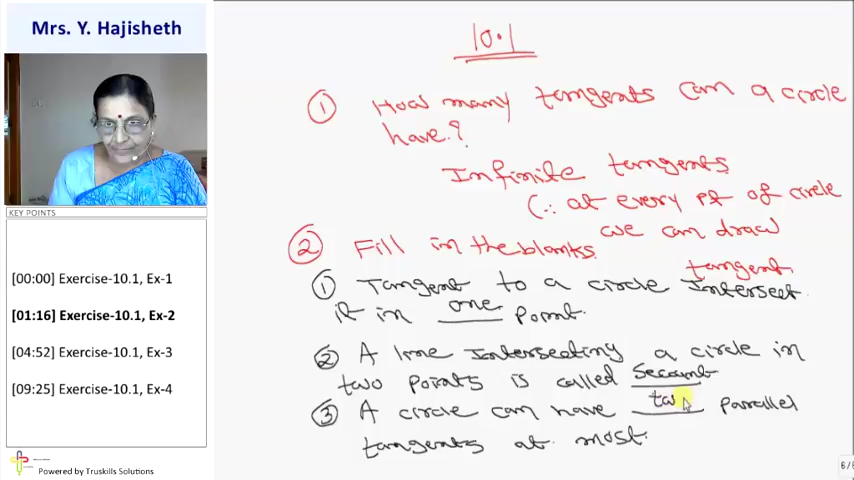 Mrs. Y. Hajisheth
KEY POINTS
[00:00] Exercise-10.1, Ex-1
[01:16] Exercise-10.1, Ex-2
[04:52] Exercise-10.1, Ex-3
[09:25] Exercise-10.1, Ex-4
Powered by Truskills Solutions
10.1
① How many tangents can a circle
have?
Infinite tangents
(∵ at every pt of circle
we can draw
tangent.
② Fill in the blanks.
① Tangent to a circle Intersect
it in one point.
② A line Intersecting a circle in
two points is called Secant
③ A circle can have tw parallel
tangents at most.
6/6